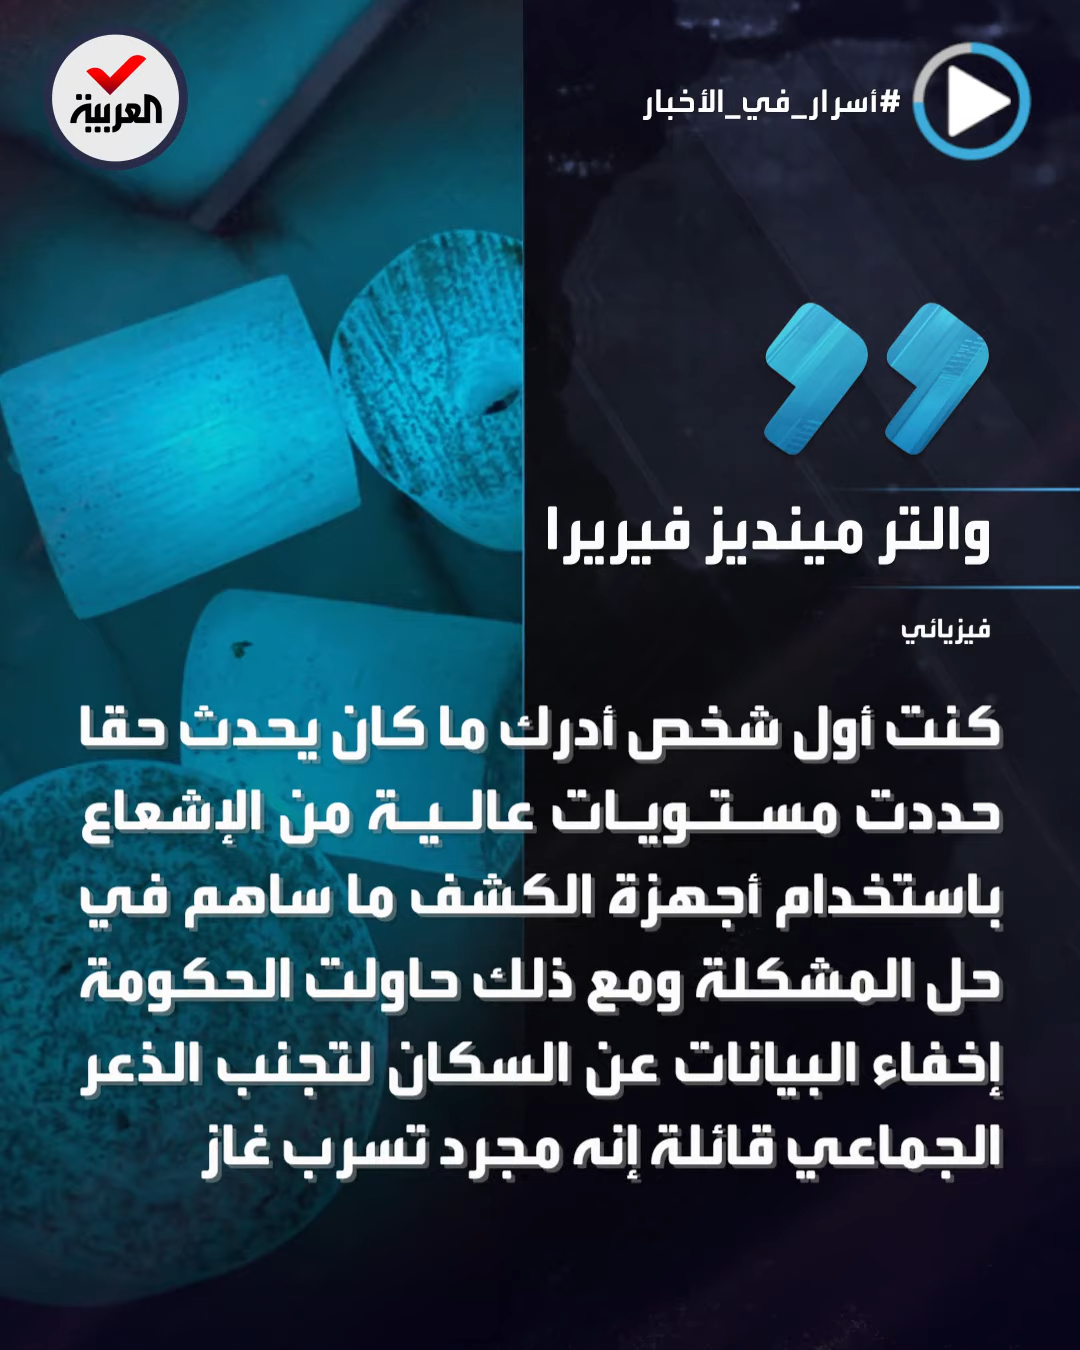 العربية
#أسرار_في_الأخبار
والتر مينديز فيريرا
فيزيائي
كنت أول شخص أدرك ما كان يحدث حقا
حددت مستويات عالية من الإشعاع
باستخدام أجهزة الكشف ما ساهم في
حل المشكلة ومع ذلك حاولت الحكومة
إخفاء البيانات عن السكان لتجنب الذعر
الجماعي قائلة إنه مجرد تسرب غاز